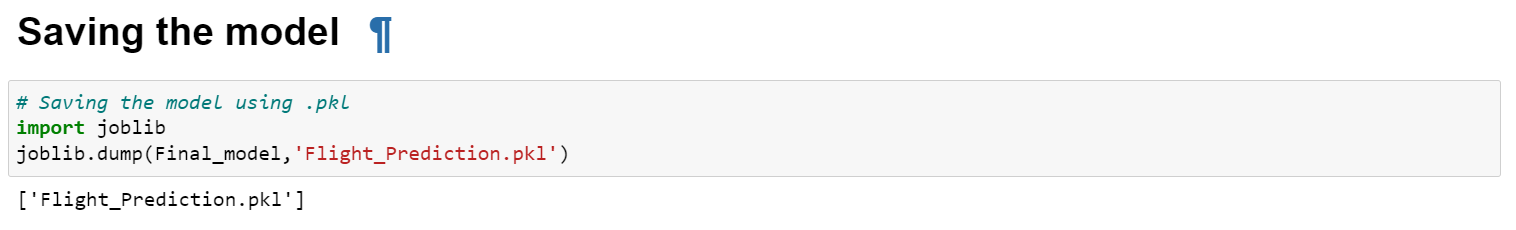 Saving the model ¶
# Saving the model using .pkl
import joblib
joblib.dump(Final_model,'Flight_Prediction.pkl')
['Flight_Prediction.pkl']